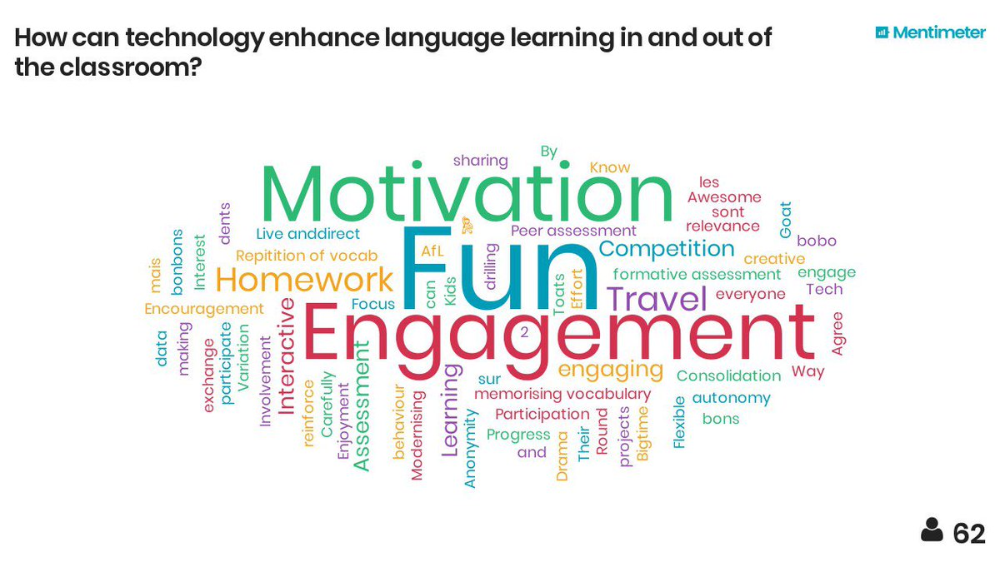 How can technology enhance language learning in and out of
the classroom?
Mentimeter
By
sharing
Know
Motivation
les
Awesome
sont
relevance
Goat
dents
Live anddirect
Peer assessment
bonbons
Interest
bobo
Fun
AfL
drilling
Competition
Repitition of vocab
creative
mais
Homework
can
Kids
Toats
Effort
formative assessment
engage
Travel
everyone
Tech
Focus
Encouragement
Engagement
2
Agree
data
making
exchange
participate
Variation
Involvement
Interactive
reinforce
Carefully
Enjoyment
Assessment
engaging
Way
Consolidation
sur
behaviour
Modernising
Learning
Anonymity
memorising vocabulary
autonomy
Participation
Flexible
bons
Progress
and
Drama
Their
Round
projects
Bigtime
62